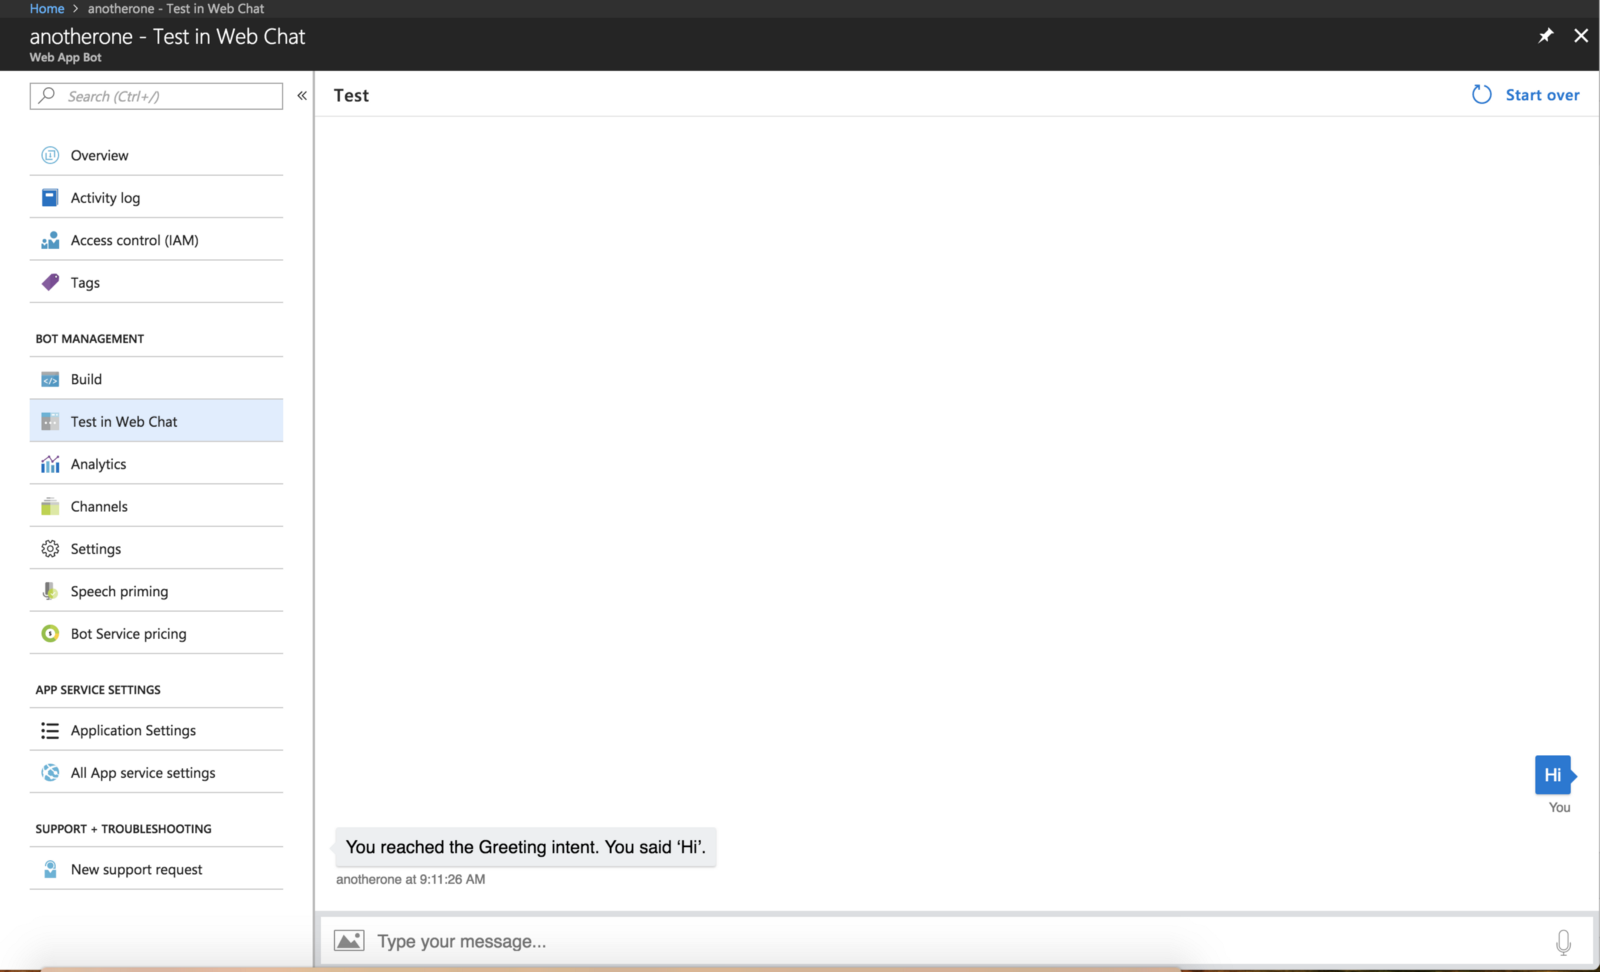 Home > anotherone - Test in Web Chat
anotherone - Test in Web Chat
Web App Bot
Search (Ctrl+/)
«
Overview
Activity log
Access control (IAM)
Tags
BOT MANAGEMENT
Build
Test in Web Chat
Analytics
Channels
Settings
Speech priming
Bot Service pricing
APP SERVICE SETTINGS
Application Settings
All App service settings
SUPPORT + TROUBLESHOOTING
New support request
Test
Start over
Hi
You
You reached the Greeting intent. You said ‘Hi’.
anotherone at 9:11:26 AM
Type your message...